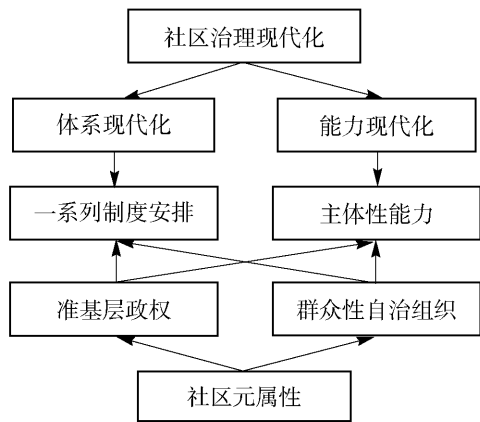 社区治理现代化
体系现代化
能力现代化
一系列制度安排
主体性能力
准基层政权
群众性自治组织
社区元属性